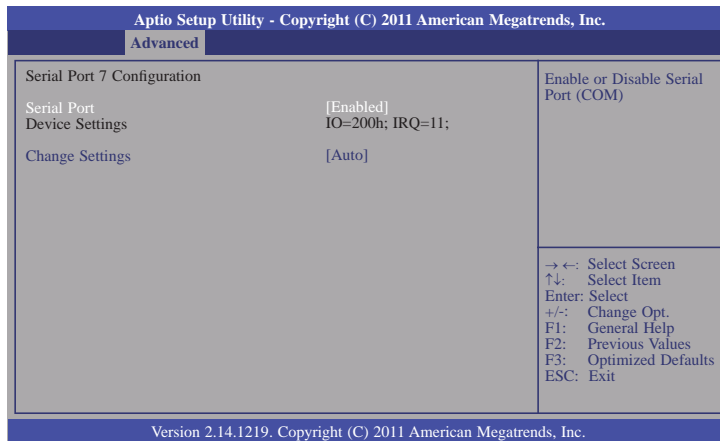 Aptio Setup Utility - Copyright (C) 2011 American Megatrends, Inc.
Advanced
Serial Port 7 Configuration
Serial Port [Enabled]
Device Settings IO=200h; IRQ=11;
Change Settings [Auto]
Enable or Disable Serial
Port (COM)
→ ←: Select Screen
↑↓: Select Item
Enter: Select
+/-: Change Opt.
F1: General Help
F2: Previous Values
F3: Optimized Defaults
ESC: Exit
Version 2.14.1219. Copyright (C) 2011 American Megatrends, Inc.